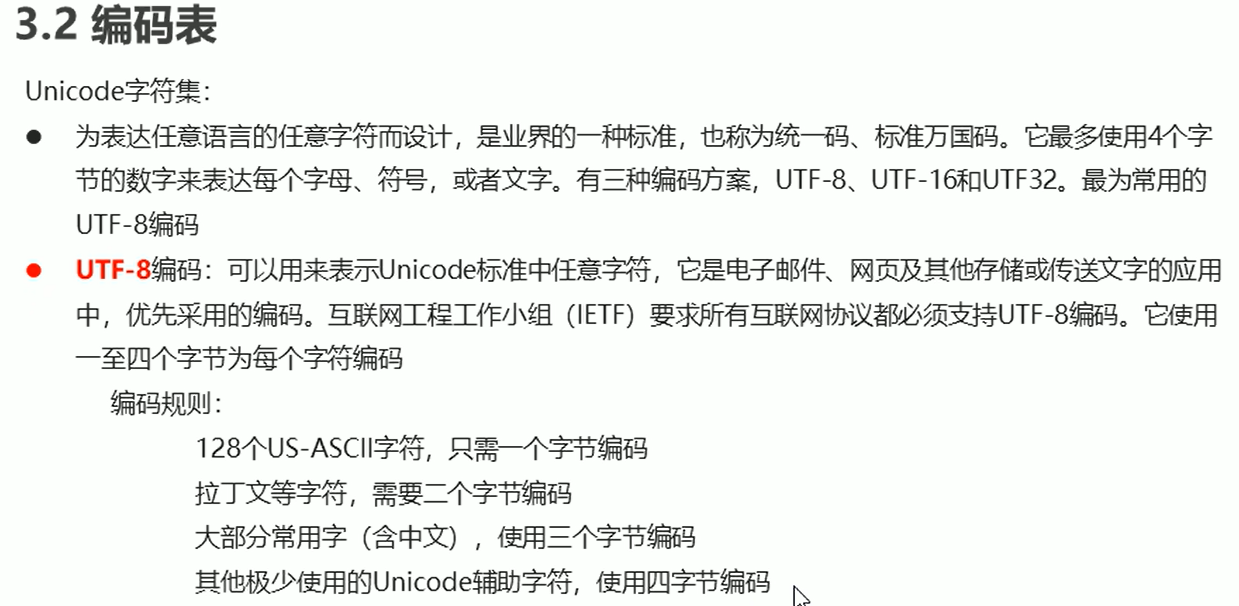 3.2 编码表
Unicode字符集：
● 为表达任意语言的任意字符而设计，是业界的一种标准，也称为统一码、标准万国码。它最多使用4个字
节的数字来表达每个字母、符号，或者文字。有三种编码方案，UTF-8、UTF-16和UTF32。最为常用的
UTF-8编码
● UTF-8编码：可以用来表示Unicode标准中任意字符，它是电子邮件、网页及其他存储或传送文字的应用
中，优先采用的编码。互联网工程工作小组（IETF）要求所有互联网协议都必须支持UTF-8编码。它使用
一至四个字节为每个字符编码
编码规则：
128个US-ASCII字符，只需一个字节编码
拉丁文等字符，需要二个字节编码
大部分常用字（含中文），使用三个字节编码
其他极少使用的Unicode辅助字符，使用四字节编码